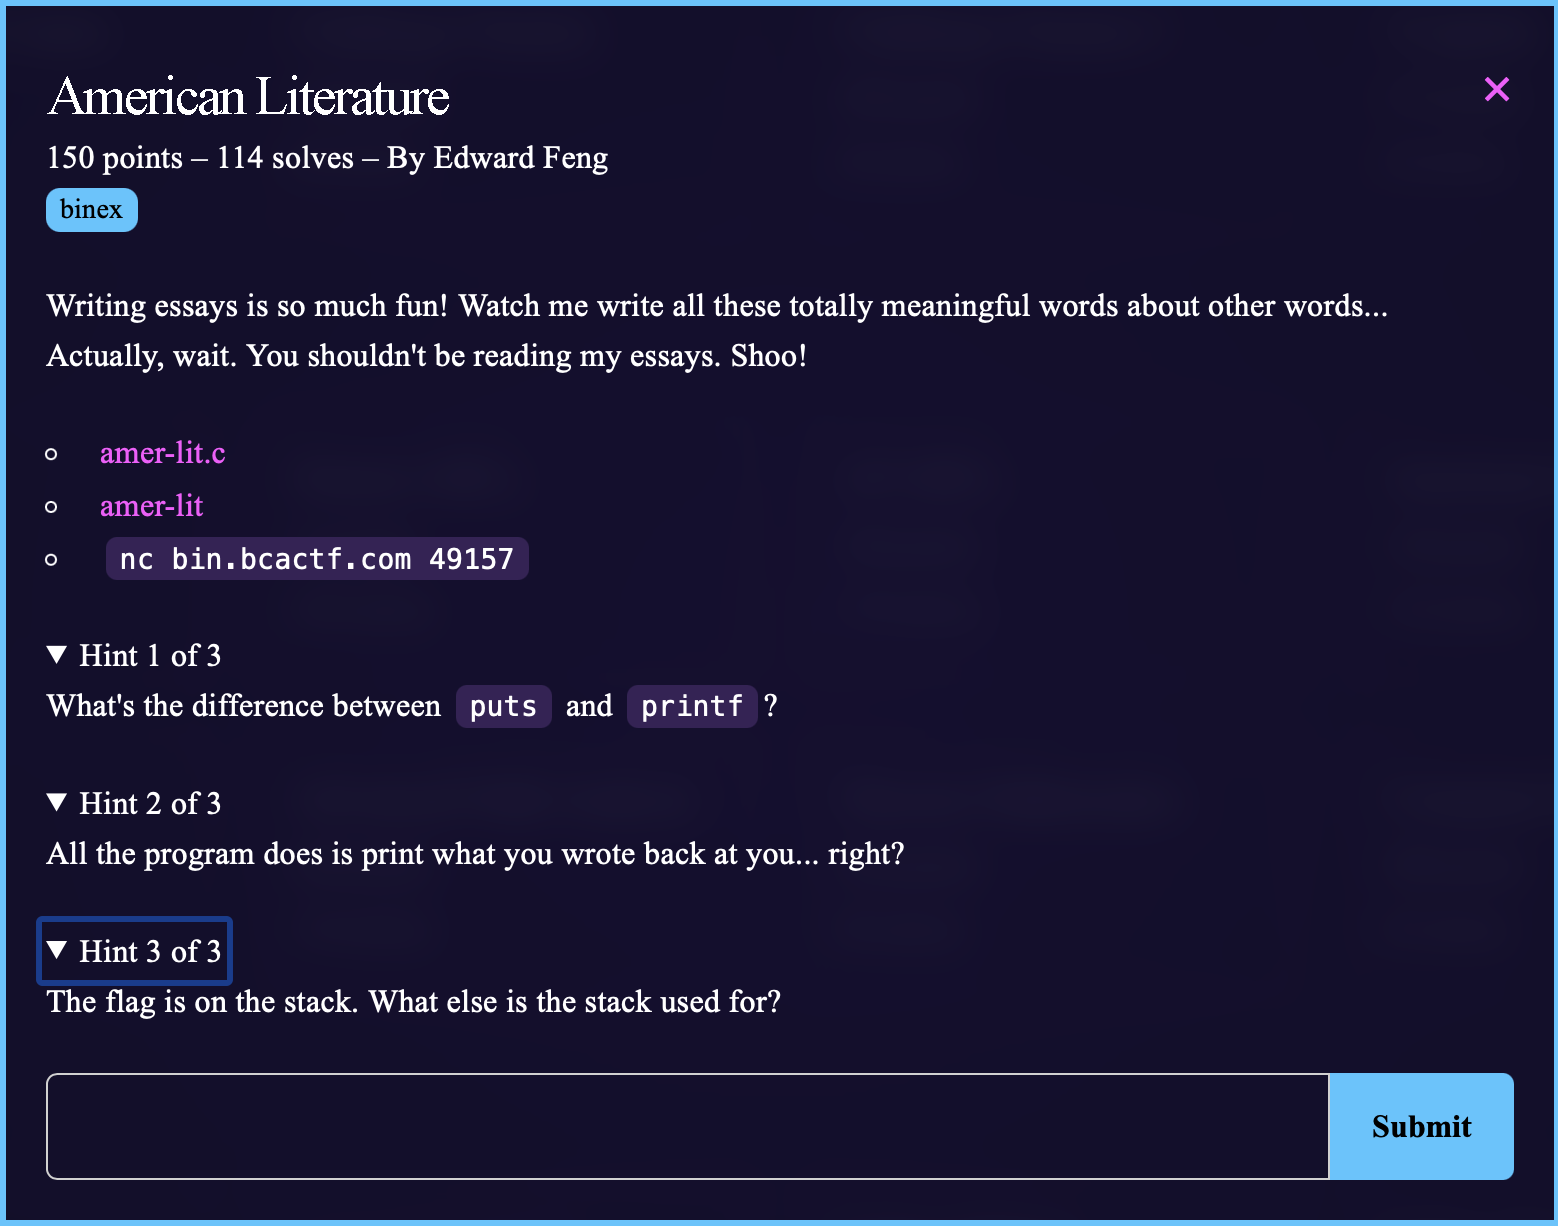 American Literature
150 points – 114 solves – By Edward Feng
binex
Writing essays is so much fun! Watch me write all these totally meaningful words about other words...
Actually, wait. You shouldn't be reading my essays. Shoo!
amer-lit.c
amer-lit
nc bin.bcactf.com 49157
Hint 1 of 3
What's the difference between puts and printf ?
Hint 2 of 3
All the program does is print what you wrote back at you... right?
Hint 3 of 3
The flag is on the stack. What else is the stack used for?
Submit